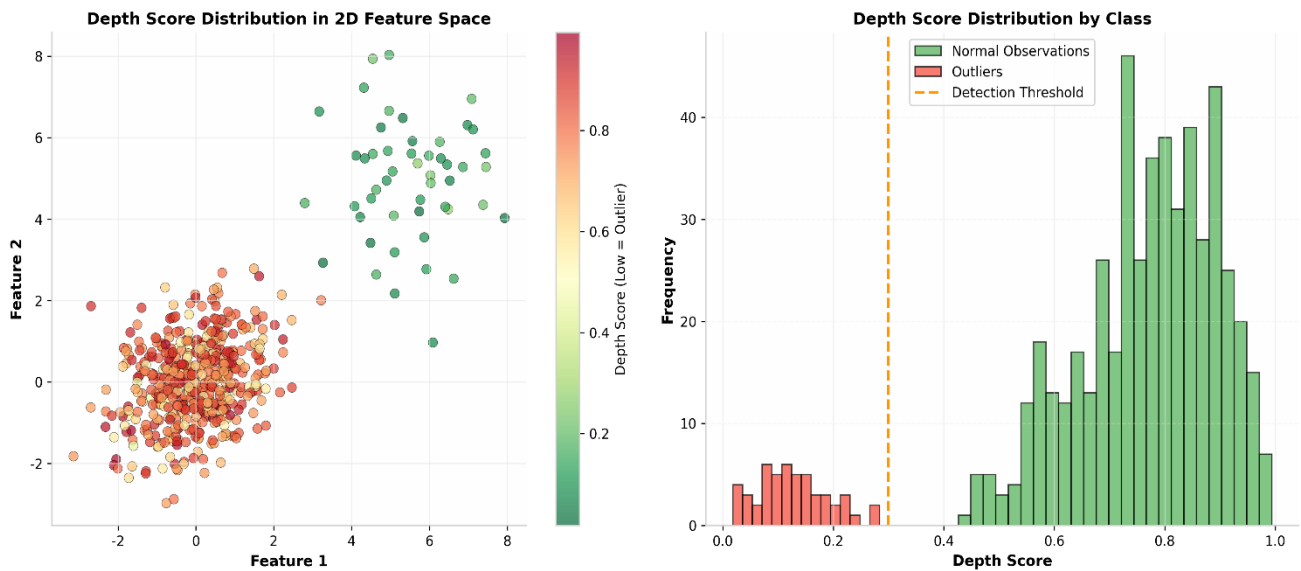 Depth Score Distribution in 2D Feature Space
8
6
4
2
0
-2
Feature 2
-2
0
2
4
6
8
Feature 1
0.8
0.6
0.4
0.2
Depth Score (Low = Outlier)
Depth Score Distribution by Class
Normal Observations
Outliers
Detection Threshold
40
30
20
10
0
Frequency
0.0
0.2
0.4
0.6
0.8
1.0
Depth Score